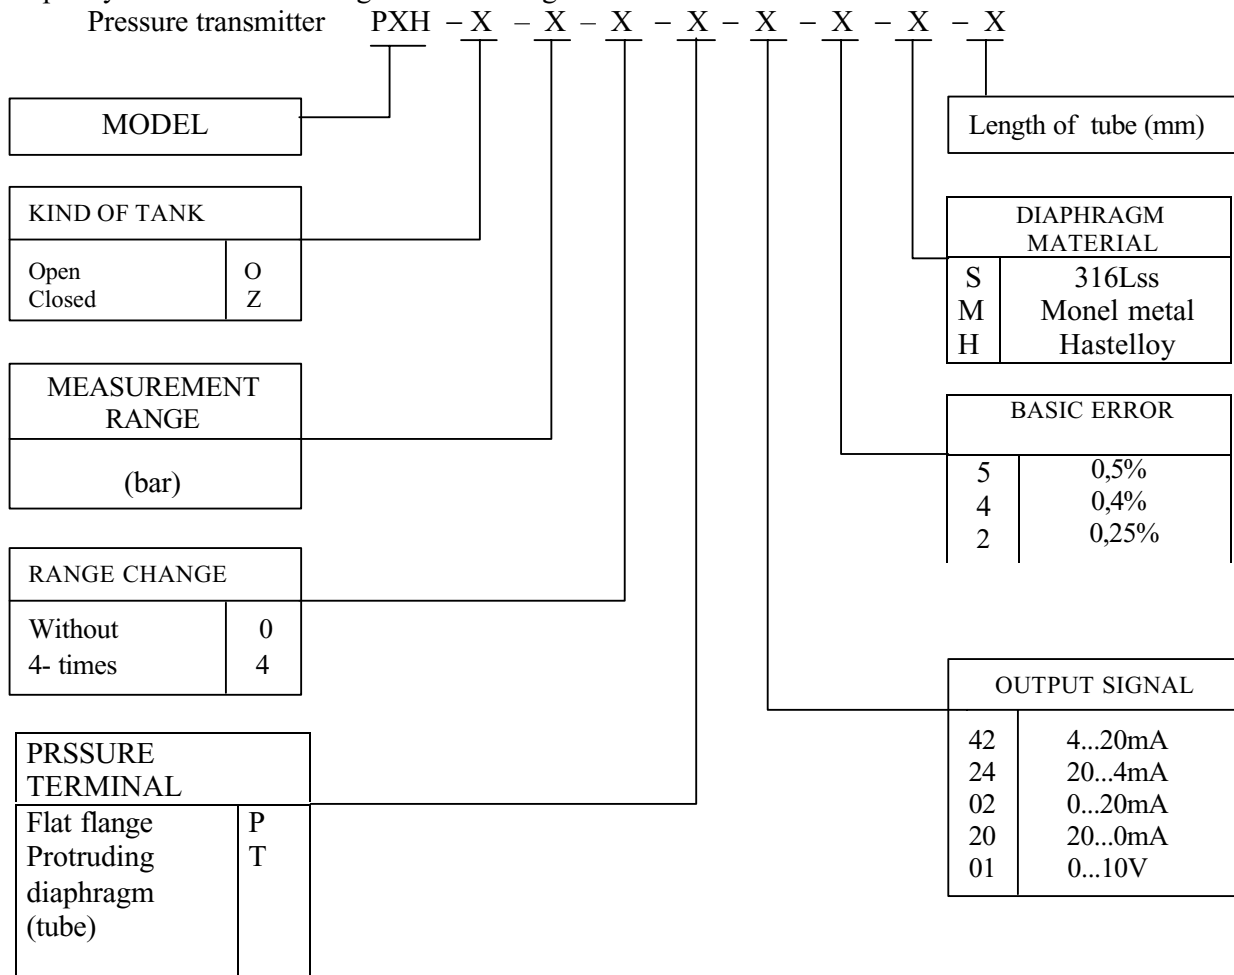 Pressure transmitter PXH – X – X – X – X – X – X – X – X
MODEL
KIND OF TANK
Open O
Closed Z
MEASUREMENT
RANGE
(bar)
RANGE CHANGE
Without 0
4- times 4
PRSSURE
TERMINAL
Flat flange P
Protruding T
diaphragm
(tube)
Length of tube (mm)
DIAPHRAGM
MATERIAL
S 316Lss
M Monel metal
H Hastelloy
BASIC ERROR
5 0,5%
4 0,4%
2 0,25%
OUTPUT SIGNAL
42 4...20mA
24 20...4mA
02 0...20mA
20 20...0mA
01 0...10V